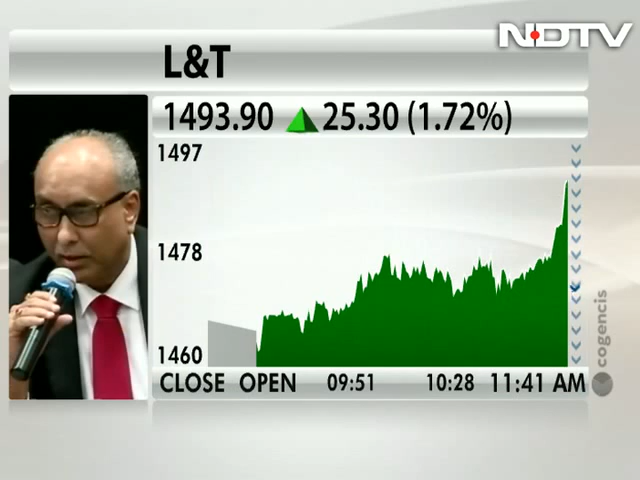 NDTV
L&T
1493.90 ▲ 25.30 (1.72%)
1497
1478
1460
CLOSE OPEN 09:51 10:28 11:41 AM
cogencis